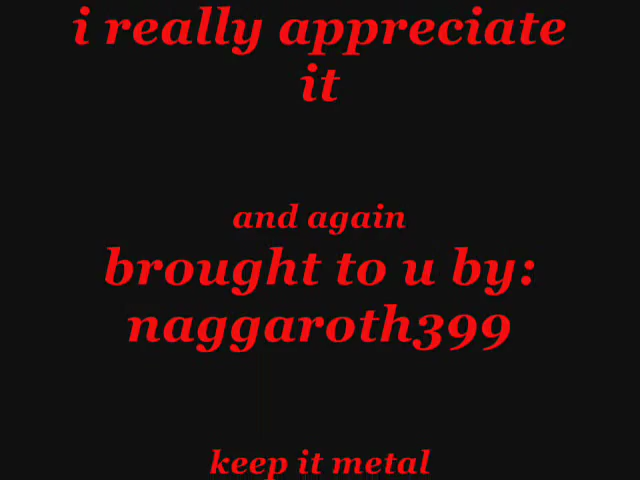 i really appreciate
it
and again
brought to u by:
naggaroth399
keep it metal